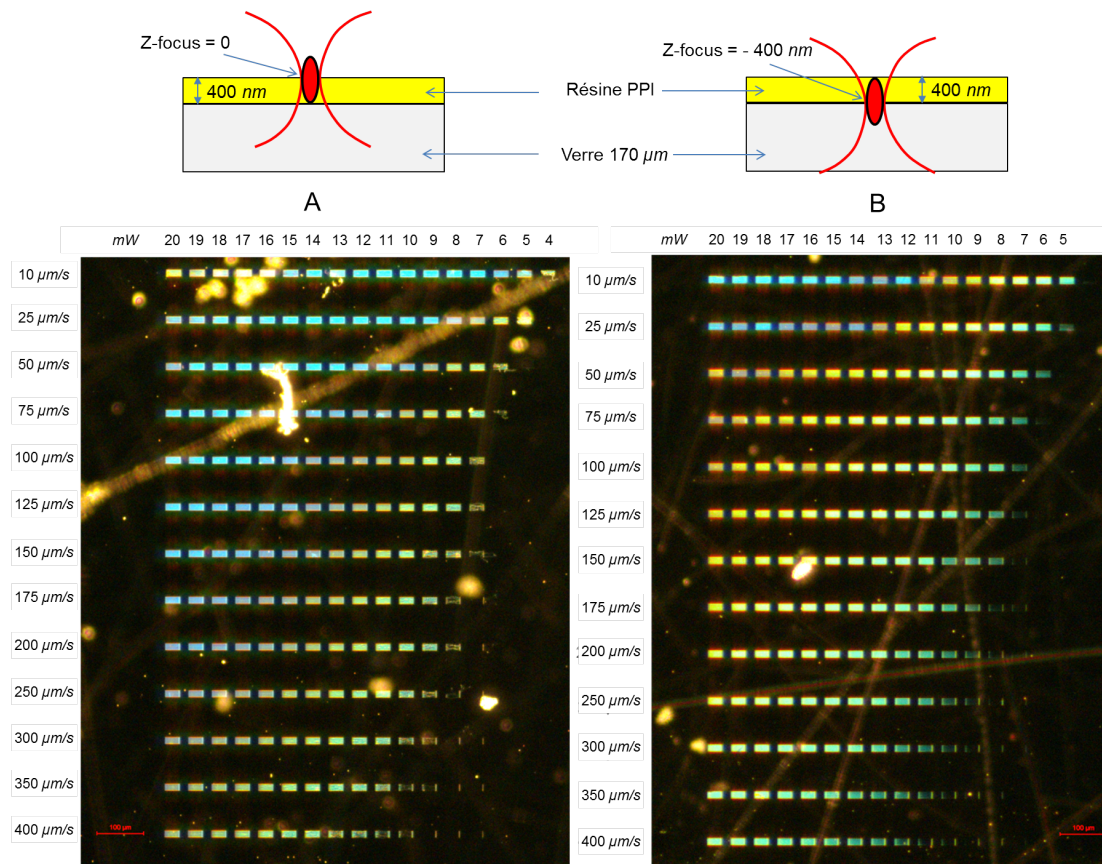 Z-focus = 0
Z-focus = - 400 nm
400 nm
Résine PPI
400 nm
Verre 170 µm
A
B
mW 20 19 18 17 16 15 14 13 12 11 10 9 8 7 6 5 4
mW 20 19 18 17 16 15 14 13 12 11 10 9 8 7 6 5
10 µm/s
25 µm/s
50 µm/s
75 µm/s
100 µm/s
125 µm/s
150 µm/s
175 µm/s
200 µm/s
250 µm/s
300 µm/s
350 µm/s
400 µm/s
100 µm
10 µm/s
25 µm/s
50 µm/s
75 µm/s
100 µm/s
125 µm/s
150 µm/s
175 µm/s
200 µm/s
250 µm/s
300 µm/s
350 µm/s
400 µm/s
100 µm